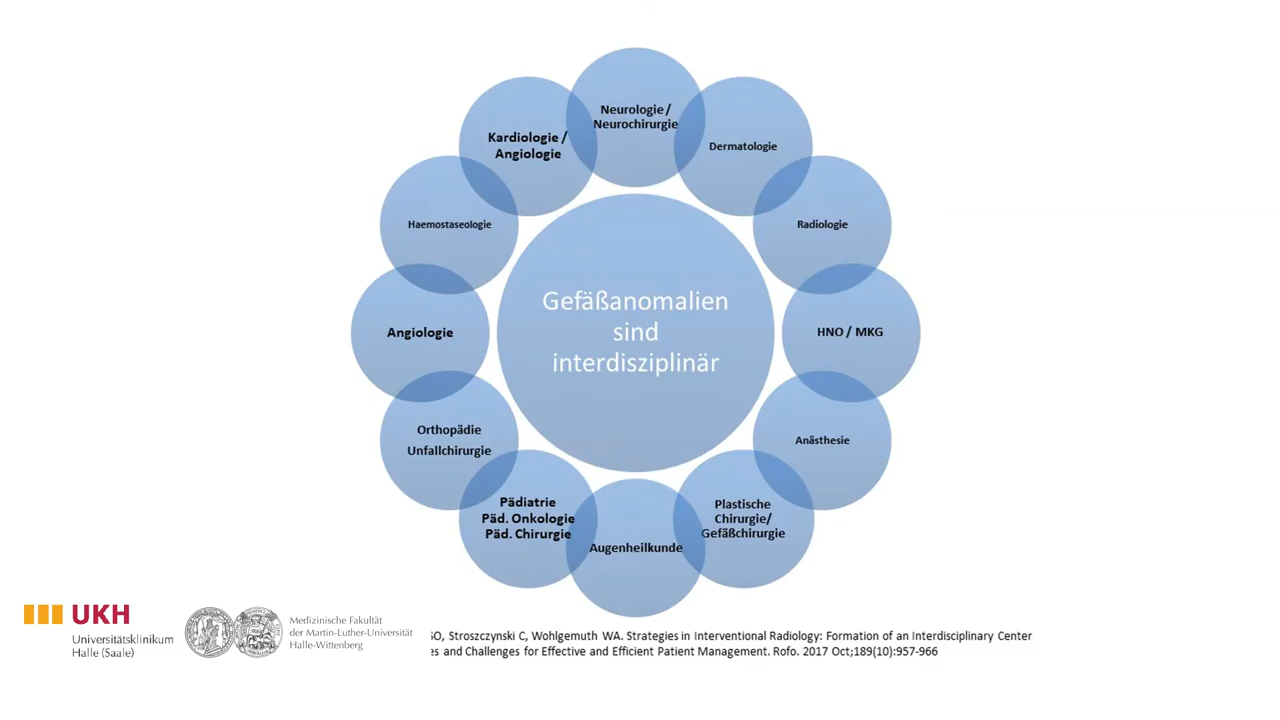 Neurologie /
Neurochirurgie
Kardiologie /
Angiologie
Dermatologie
Haemostaseologie
Radiologie
Gefäßanomalien
sind
interdisziplinär
Angiologie
HNO / MKG
Orthopädie
Unfallchirurgie
Anästhesie
Pädiatrie
Päd. Onkologie
Päd. Chirurgie
Plastische
Chirurgie/
Gefäßchirurgie
Augenheilkunde
UKH
Universitätsklinikum
Halle (Saale)
Medizinische Fakultät
der Martin-Luther-Universität
Halle-Wittenberg
Stroszczynski C, Wohlgemuth WA. Strategies in Interventional Radiology: Formation of an Interdisciplinary Center
and Challenges for Effective and Efficient Patient Management. Rofo. 2017 Oct;189(10):957-966